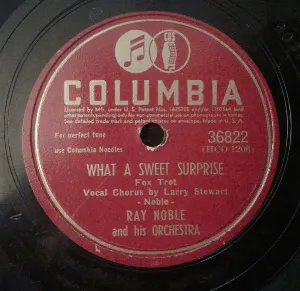 COLUMBIA
For perfect tone
use Columbia Needles
36822
WHAT A SWEET SURPRISE
Fox Trot
Vocal Chorus by Larry Stewart
- Noble -
RAY NOBLE
and his ORCHESTRA